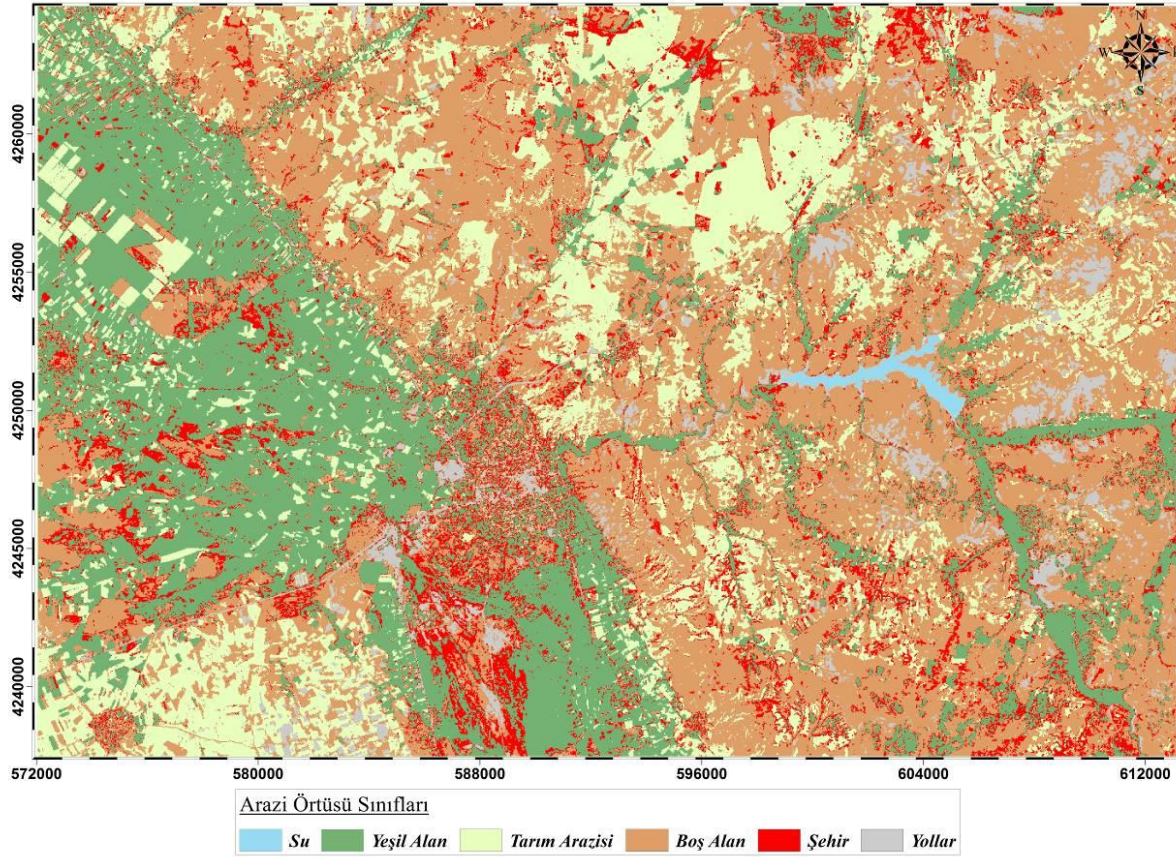 N
W
S
4260000
4255000
4250000
4245000
4240000
572000 580000 588000 596000 604000 612000
Arazi Örtüsü Sınıfları
Su Yeşil Alan Tarım Arazisi Boş Alan Şehir Yollar